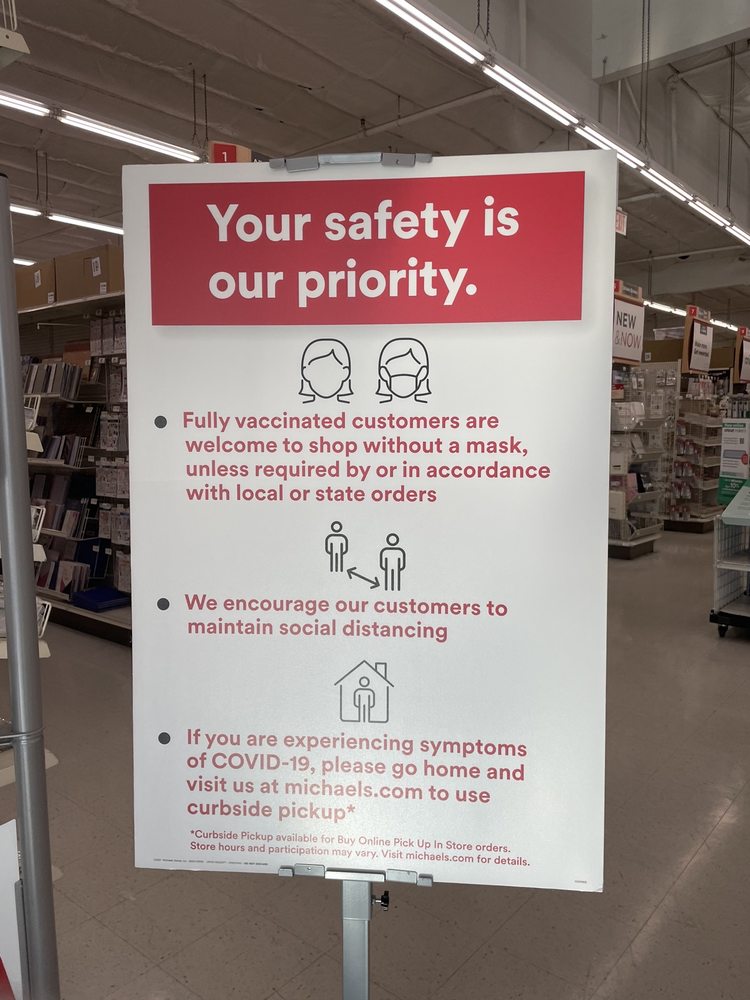 1
Your safety is
our priority.
Fully vaccinated customers are
welcome to shop without a mask,
unless required by or in accordance
with local or state orders
We encourage our customers to
maintain social distancing
If you are experiencing symptoms
of COVID-19, please go home and
visit us at michaels.com to use
curbside pickup*
*Curbside Pickup available for Buy Online Pick Up In Store orders.
Store hours and participation may vary. Visit michaels.com for details.
NEW
& NOW